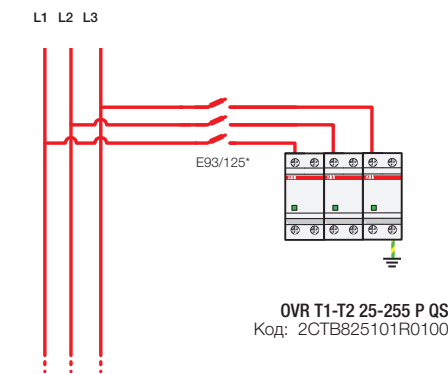 L1 L2 L3
E93/125*
OVR T1-T2 25-255 P QS
Код: 2CTB825101R0100